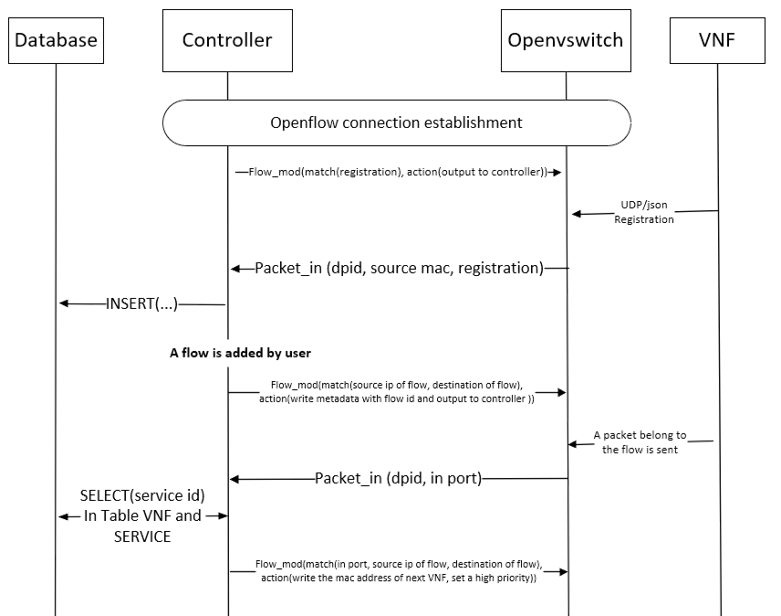 Database
Controller
Openvswitch
VNF
Openflow connection establishment
Flow_mod(match(registration), action(output to controller))
UDP/json
Registration
Packet_in (dpid, source mac, registration)
INSERT(...)
A flow is added by user
Flow_mod(match(source ip of flow, destination of flow),
action(write metadata with flow id and output to controller ))
A packet belong to
the flow is sent
Packet_in (dpid, in port)
SELECT(service id)
In Table VNF and
SERVICE
Flow_mod(match(in port, source ip of flow, destination of flow),
action(write the mac address of next VNF, set a high priority))